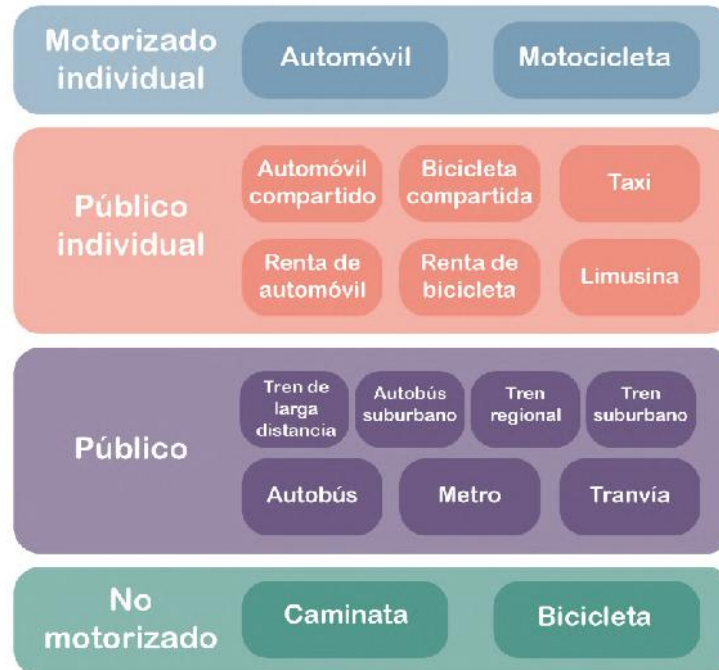 Motorizado
individual
Automóvil
Motocicleta
Público
individual
Automóvil
compartido
Bicicleta
compartida
Taxi
Renta de
automóvil
Renta de
bicicleta
Limusina
Público
Tren de
larga
distancia
Autobús
suburbano
Tren
regional
Tren
suburbano
Autobús
Metro
Tranvía
No
motorizado
Caminata
Bicicleta